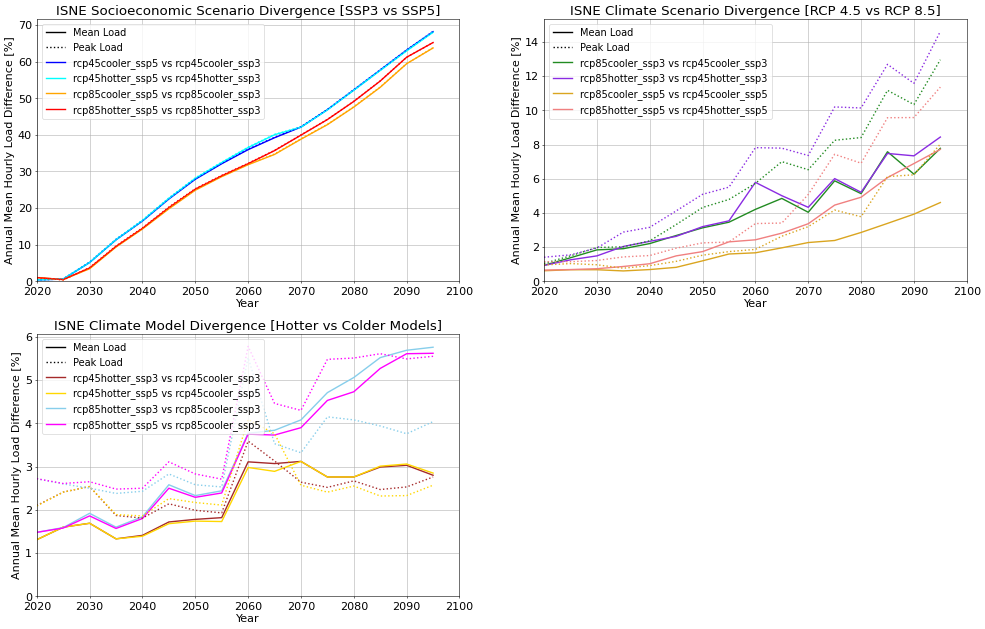 ISNE Socioeconomic Scenario Divergence [SSP3 vs SSP5]
Annual Mean Hourly Load Difference [%]
70
60
50
40
30
20
10
0
Mean Load
Peak Load
rcp45cooler_ssp5 vs rcp45cooler_ssp3
rcp45hotter_ssp5 vs rcp45hotter_ssp3
rcp85cooler_ssp5 vs rcp85cooler_ssp3
rcp85hotter_ssp5 vs rcp85hotter_ssp3
2020 2030 2040 2050 2060 2070 2080 2090 2100
Year
ISNE Climate Scenario Divergence [RCP 4.5 vs RCP 8.5]
Annual Mean Hourly Load Difference [%]
14
12
10
8
6
4
2
0
Mean Load
Peak Load
rcp85cooler_ssp3 vs rcp45cooler_ssp3
rcp85hotter_ssp3 vs rcp45hotter_ssp3
rcp85cooler_ssp5 vs rcp45cooler_ssp5
rcp85hotter_ssp5 vs rcp45hotter_ssp5
2020 2030 2040 2050 2060 2070 2080 2090 2100
Year
ISNE Climate Model Divergence [Hotter vs Colder Models]
Annual Mean Hourly Load Difference [%]
6
5
4
3
2
1
0
Mean Load
Peak Load
rcp45hotter_ssp3 vs rcp45cooler_ssp3
rcp45hotter_ssp5 vs rcp45cooler_ssp5
rcp85hotter_ssp3 vs rcp85cooler_ssp3
rcp85hotter_ssp5 vs rcp85cooler_ssp5
2020 2030 2040 2050 2060 2070 2080 2090 2100
Year